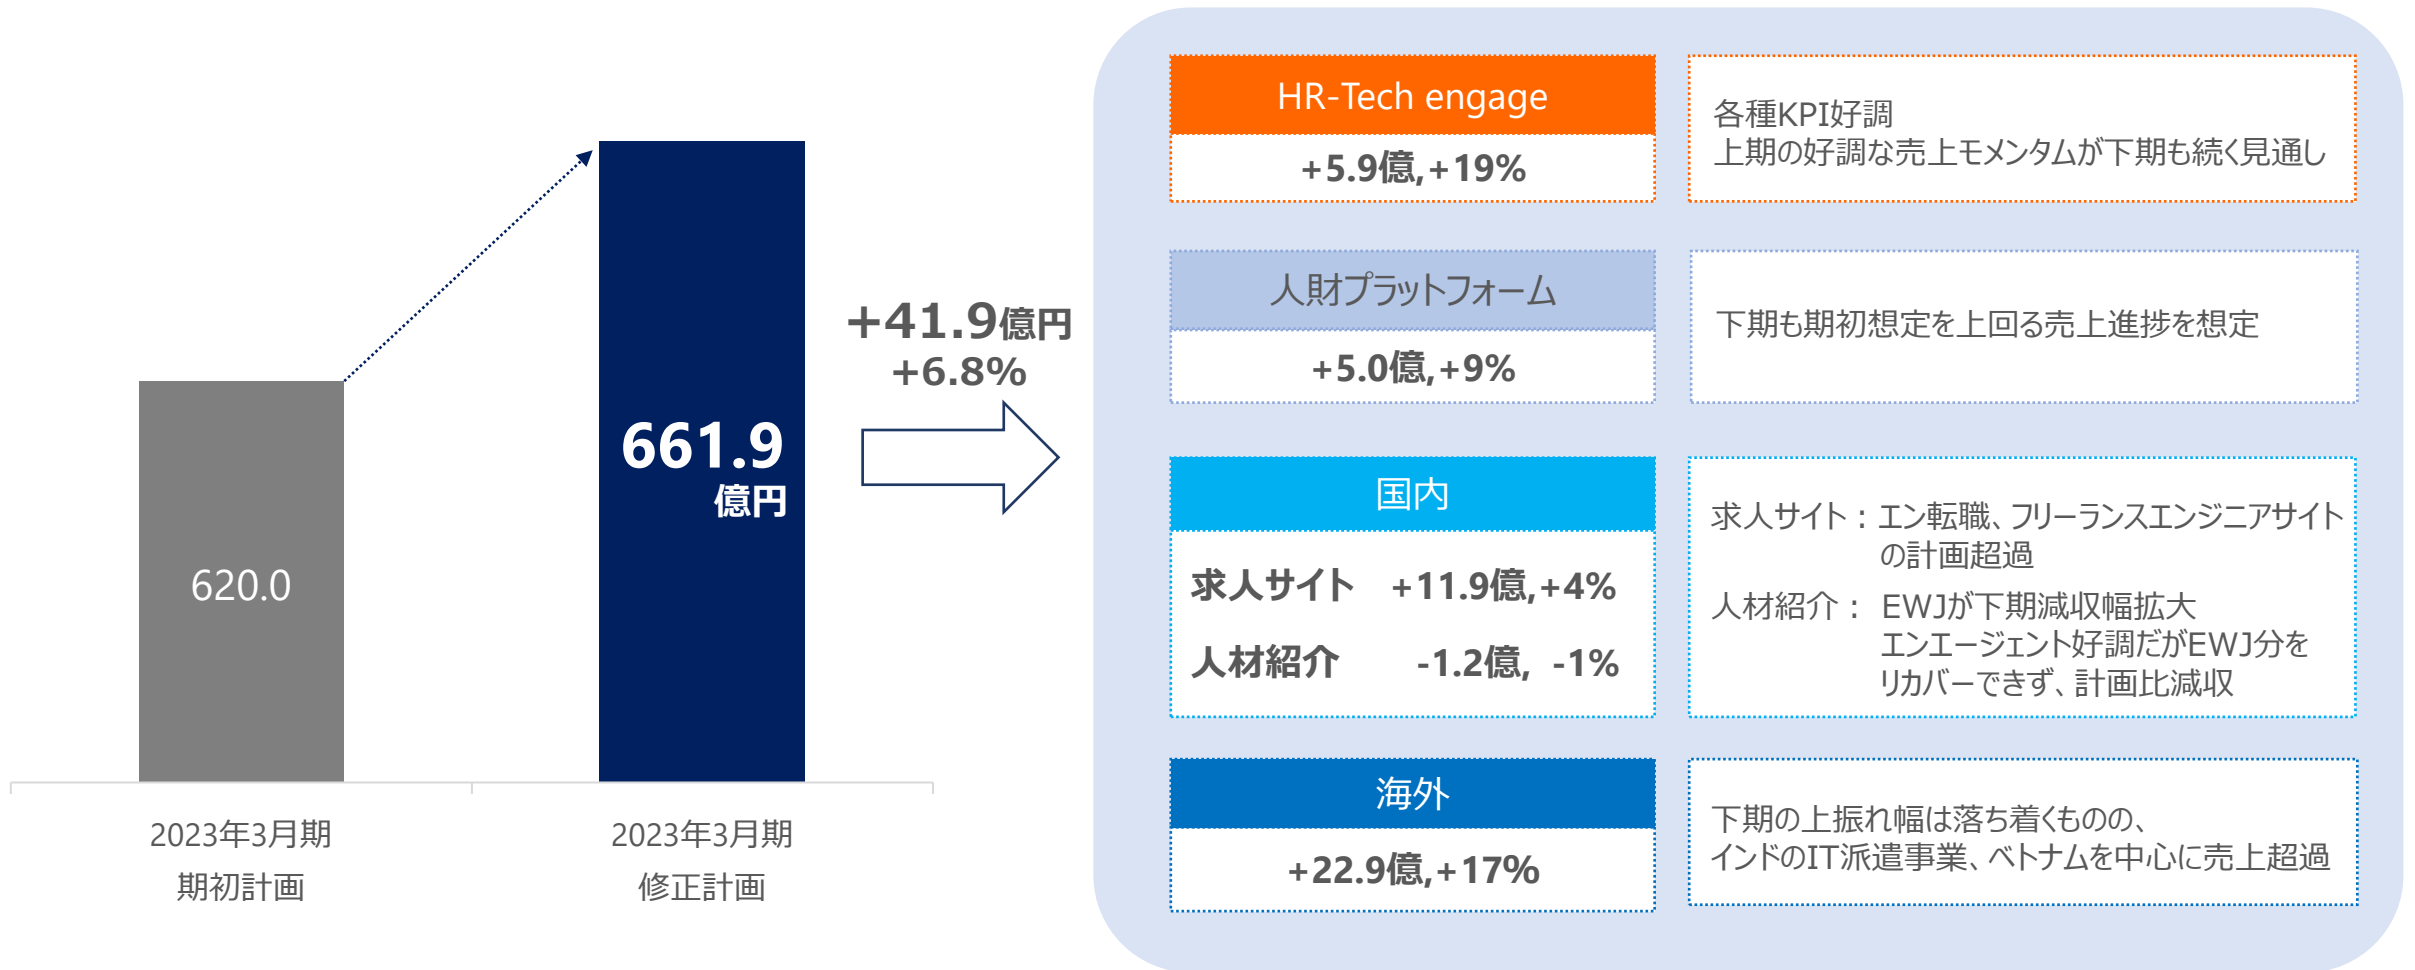 620.0
661.9
億円
2023年3月期
期初計画
2023年3月期
修正計画
+41.9億円
+6.8%
HR-Tech engage
+5.9億,+19%
各種KPI好調
上期の好調な売上モメンタムが下期も続く見通し
人財プラットフォーム
+5.0億,+9%
下期も期初想定を上回る売上進捗を想定
国内
求人サイト +11.9億,+4%
人材紹介 -1.2億, -1%
求人サイト：エン転職、フリーランスエンジニアサイト
の計画超過
人材紹介： EWJが下期減収幅拡大
エンエージェント好調だがEWJ分を
リカバーできず、計画比減収
海外
+22.9億,+17%
下期の上振れ幅は落ち着くものの、
インドのIT派遣事業、ベトナムを中心に売上超過